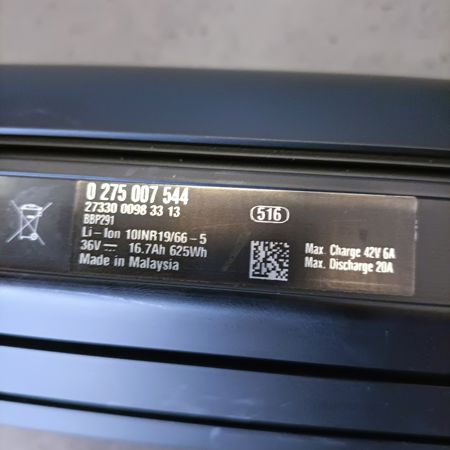 0 275 007 544
27330 0098 33 13
BBP291
516
Li-Ion 10INR19/66-5
36V⎓ 16.7Ah 625Wh
Made in Malaysia
Max. Charge 42V 6A
Max. Discharge 20A